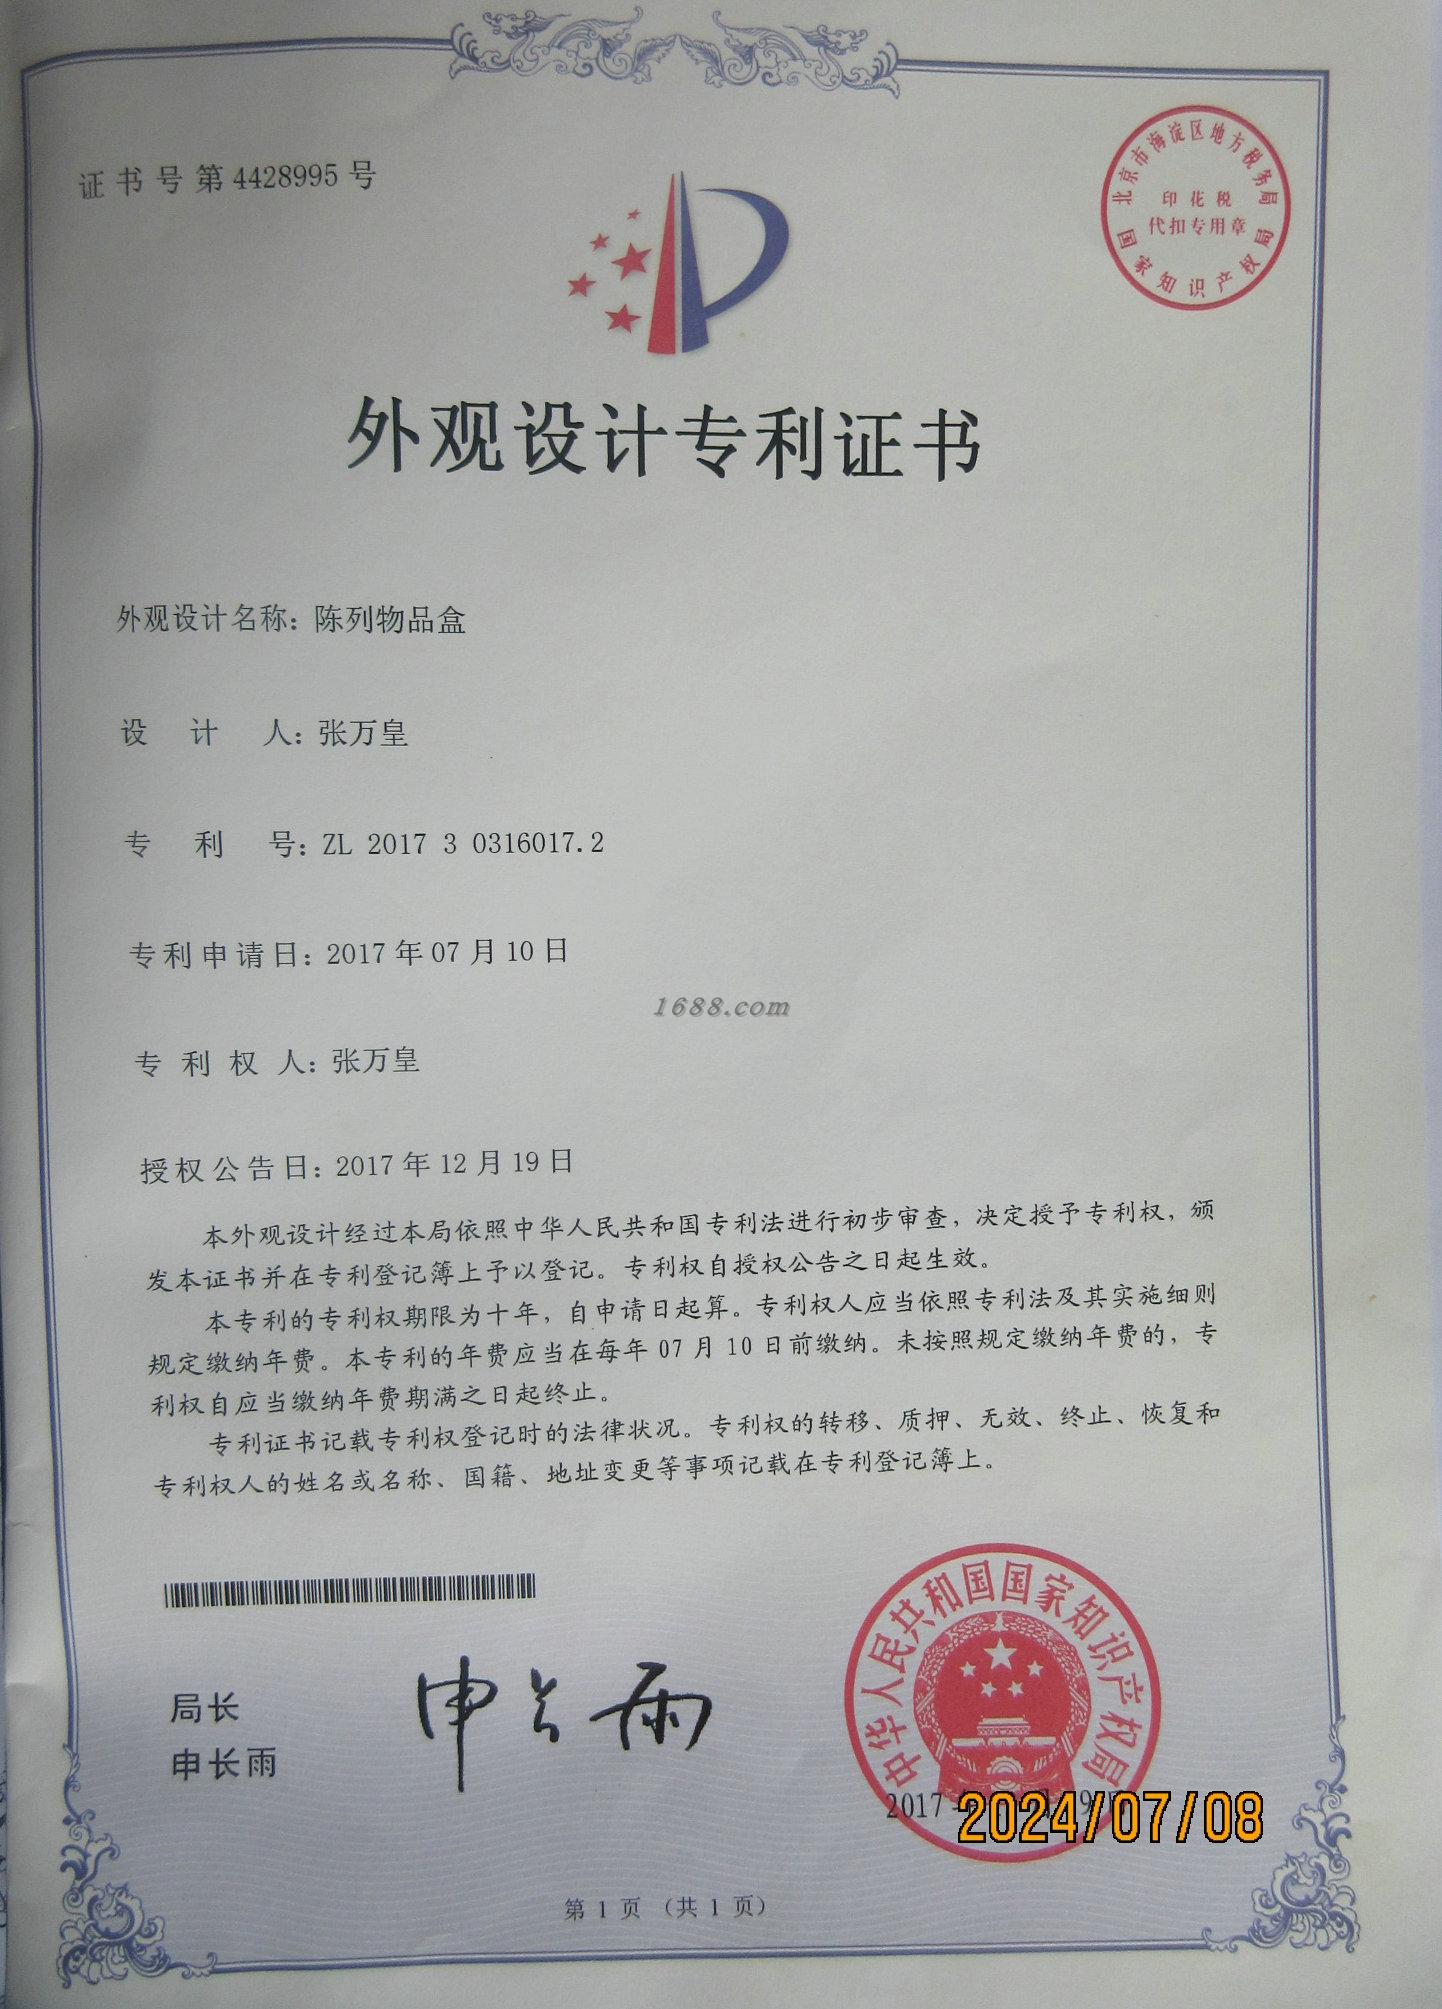 证书号第4428995号
北京市海淀区地方税务局
印花税
代扣专用章
国家知识产权局
外观设计专利证书
外观设计名称：陈列物品盒
设计人：张万皇
专利号：ZL 2017 3 0316017.2
专利申请日：2017年07月10日
1688.com
专利权人：张万皇
授权公告日：2017年12月19日
本外观设计经过本局依照中华人民共和国专利法进行初步审查，决定授予专利权，颁
发本证书并在专利登记簿上予以登记。专利权自授权公告之日起生效。
本专利的专利权期限为十年，自申请日起算。专利权人应当依照专利法及其实施细则
规定缴纳年费。本专利的年费应当在每年07月10日前缴纳。未按照规定缴纳年费的，专
利权自应当缴纳年费期满之日起终止。
专利证书记载专利权登记时的法律状况。专利权的转移、质押、无效、终止、恢复和
专利权人的姓名或名称、国籍、地址变更等事项记载在专利登记簿上。
中华人民共和国国家知识产权局
局长
申长雨
申长雨
2017
2024/07/08
第1页（共1页）